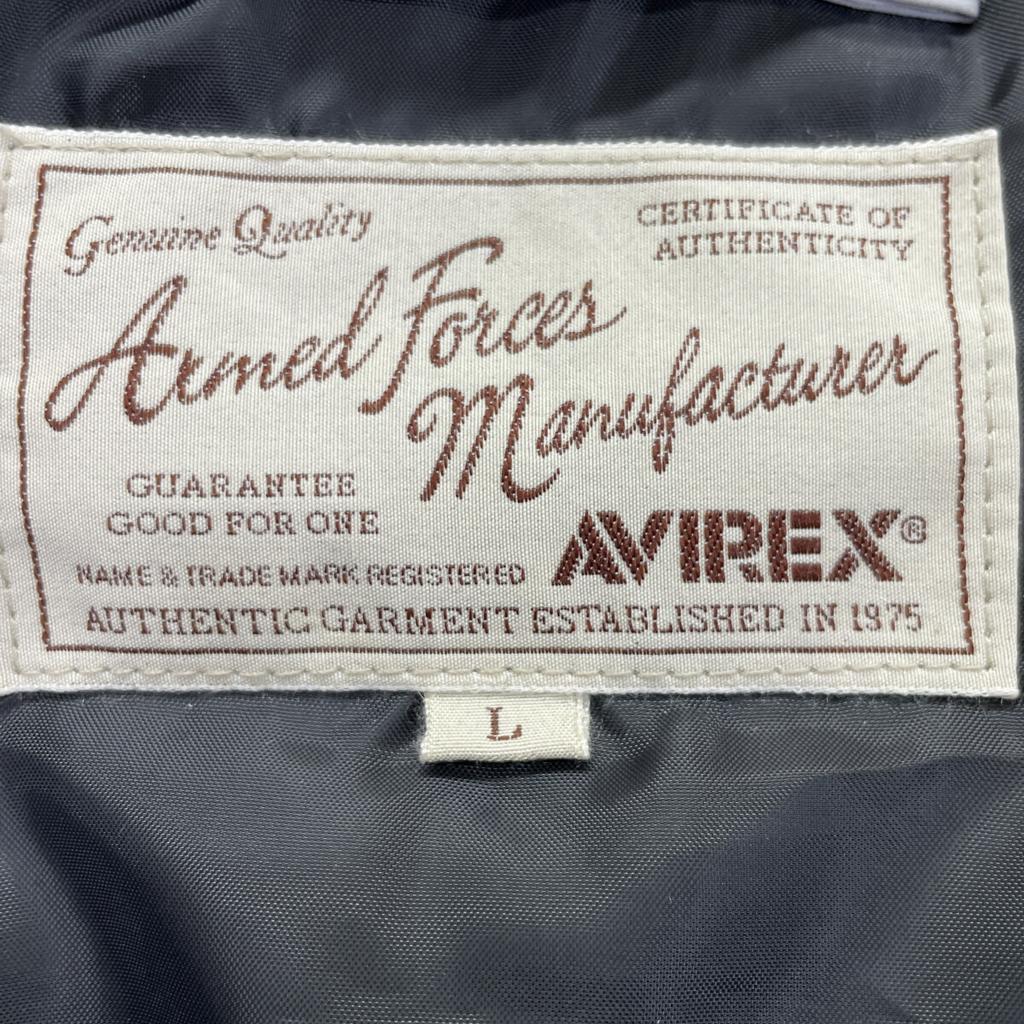 Genuine Quality
CERTIFICATE OF
AUTHENTICITY
Armed Forces
Manufacturer
GUARANTEE
GOOD FOR ONE
NAME & TRADE MARK REGISTERED
AVIREX®
AUTHENTIC GARMENT ESTABLISHED IN 1975
L